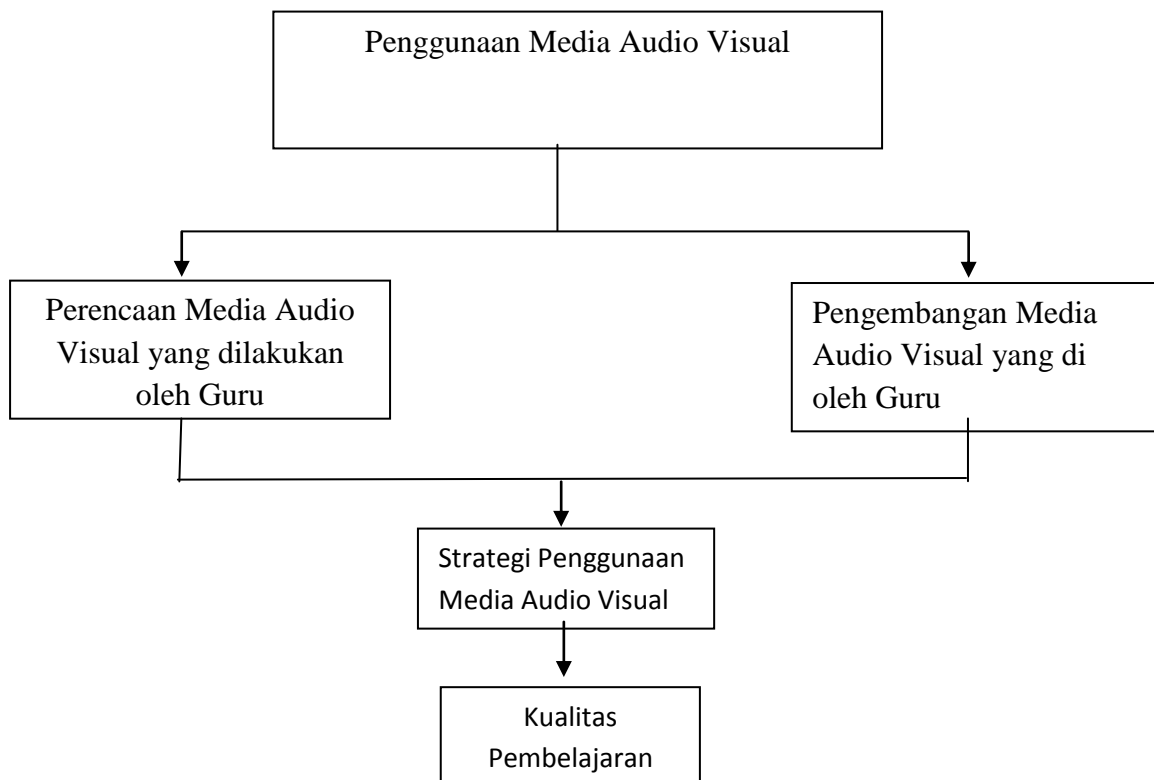 Penggunaan Media Audio Visual
Perencaan Media Audio
Visual yang dilakukan
oleh Guru
Pengembangan Media
Audio Visual yang di
oleh Guru
Strategi Penggunaan
Media Audio Visual
Kualitas
Pembelajaran